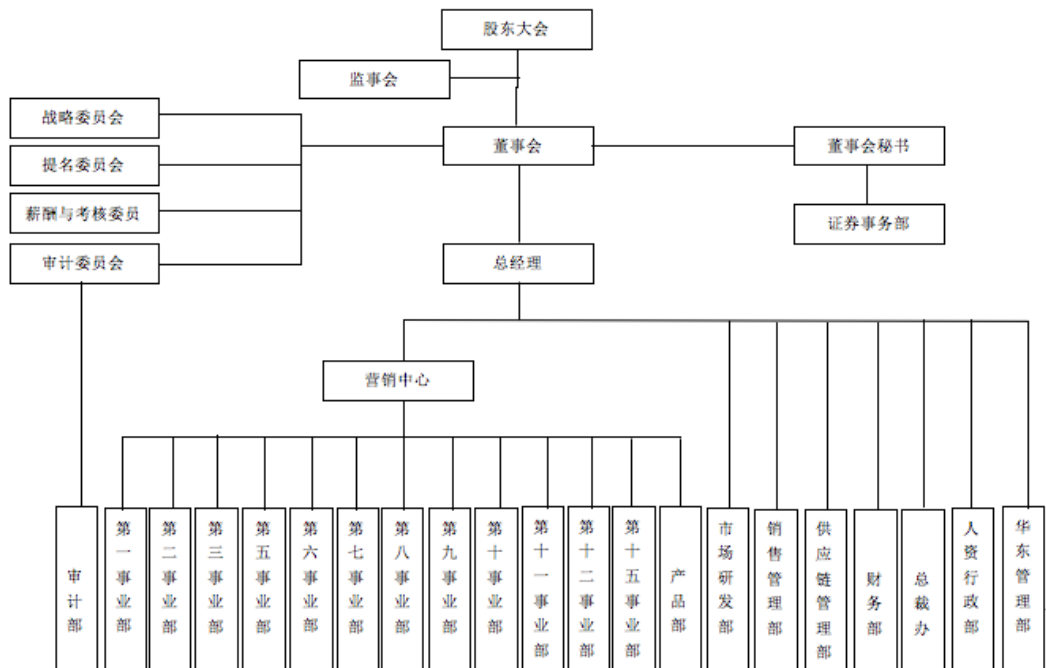 股东大会
监事会
战略委员会
董事会
董事会秘书
提名委员会
薪酬与考核委员
证券事务部
审计委员会
总经理
营销中心
审计部
第一事业部
第二事业部
第三事业部
第五事业部
第六事业部
第七事业部
第八事业部
第九事业部
第十事业部
第十一事业部
第十二事业部
第十五事业部
产品部
市场研发部
销售管理部
供应链管理部
财务部
总裁办
人资行政部
华东管理部